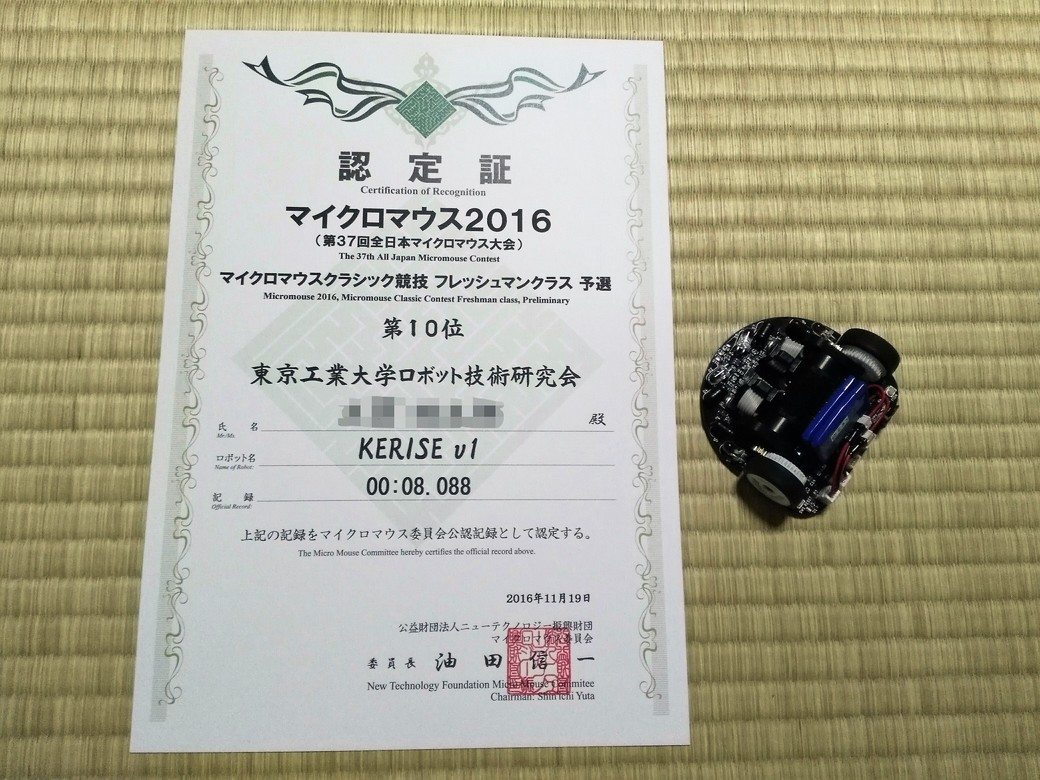 認定証
Certification of Recognition
マイクロマウス2016
(第37回全日本マイクロマウス大会)
The 37th All Japan Micromouse Contest
マイクロマウスクラシック競技 フレッシュマンクラス 予選
Micromouse 2016, Micromouse Classic Contest Freshman class, Preliminary
第10位
東京工業大学ロボット技術研究会
氏名 殿
Mr/Ms:
ロボット名 KERISE v1
Name of Robot:
記録 00:08.088
Official Record:
上記の記録をマイクロマウス委員会公認記録として認定する。
The Micro Mouse Committee hereby certifies the official record above.
2016年11月19日
公益財団法人ニューテクノロジー振興財団
マイクロマウス委員会
委員長 油田信一
New Technology Foundation Micro Mouse Committee
Chairman: Shin'ichi Yuta